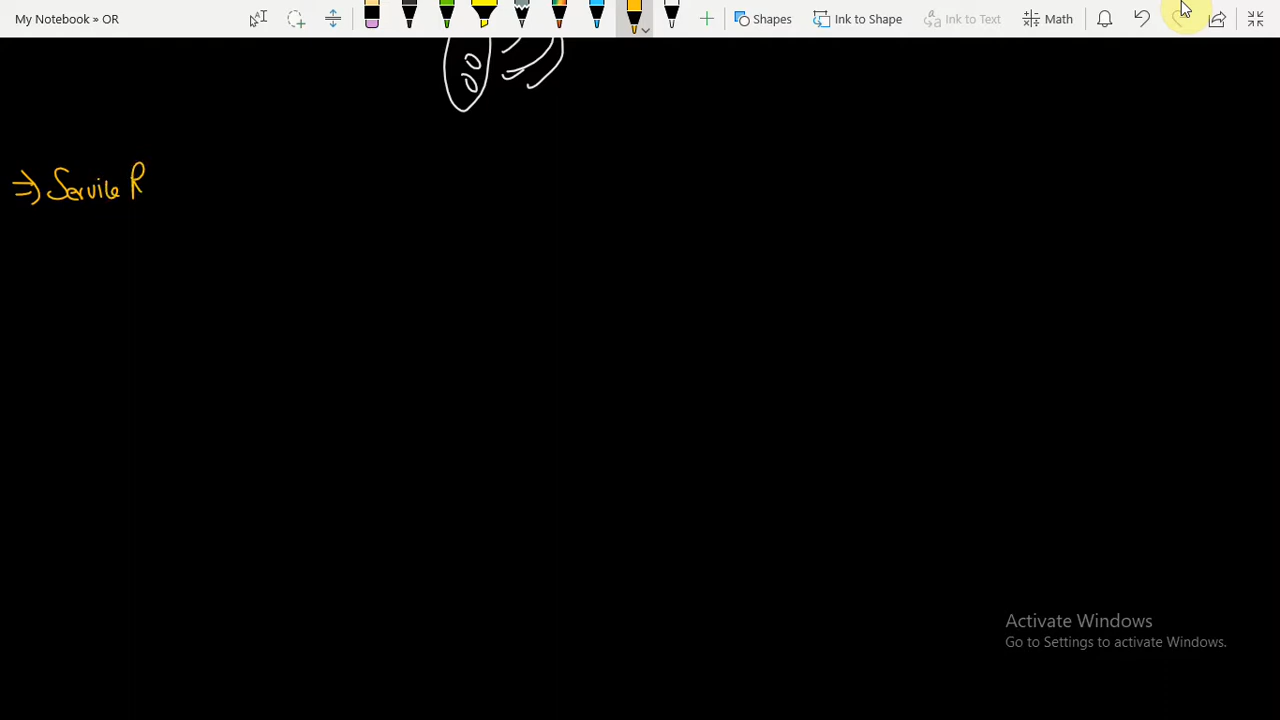 My Notebook » OR
Shapes Ink to Shape Ink to Text Math
⇒ Service R
Activate Windows
Go to Settings to activate Windows.